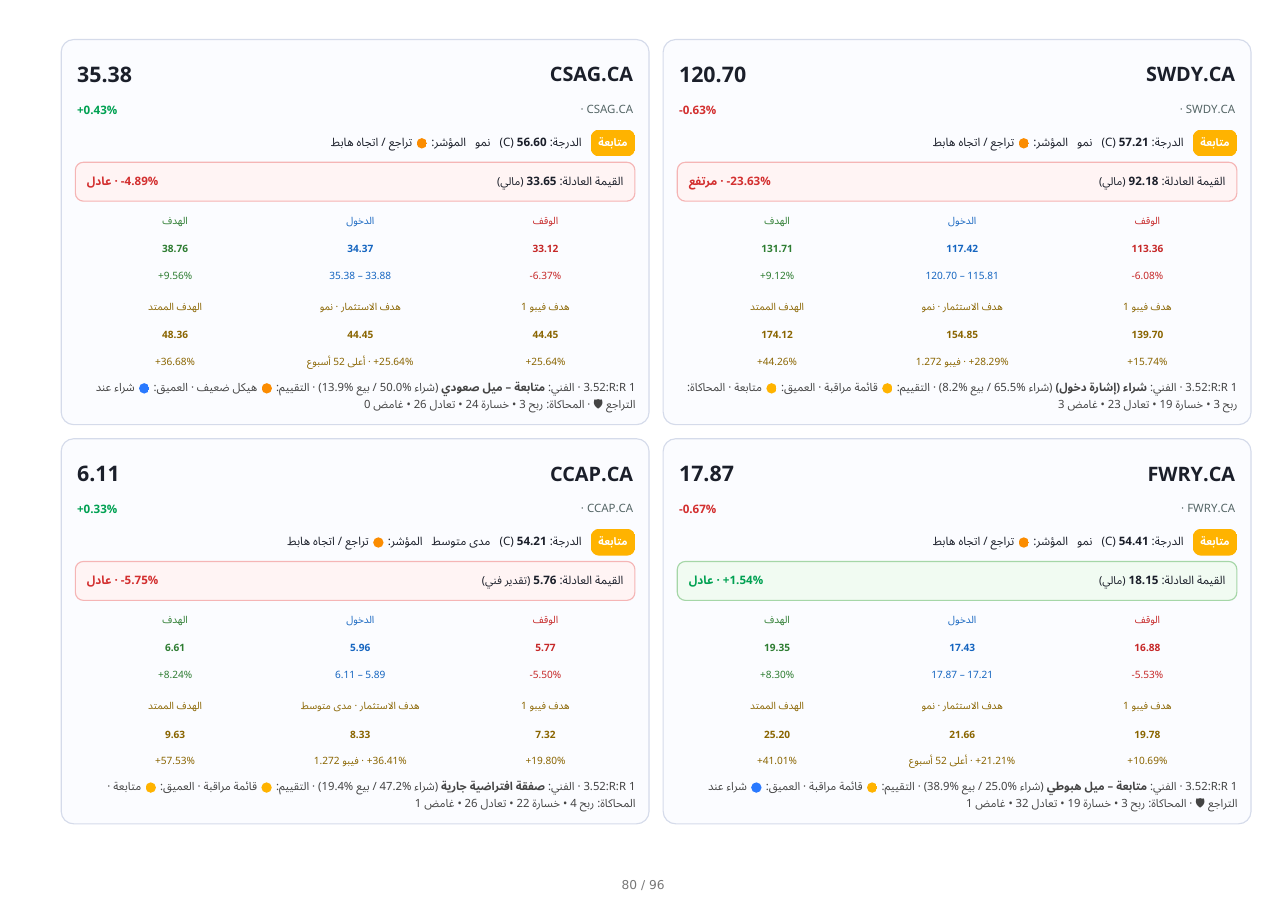 SWDY.CA 120.70
SWDY.CA · -0.63%
متابعة الدرجة: 57.21 (C) نمو المؤشر: 🟠 تراجع / اتجاه هابط
القيمة العادلة: 92.18 (مالي) -23.63% · مرتفع
الوقف الدخول الهدف
113.36 117.42 131.71
-6.08% 115.81 – 120.70 +9.12%
هدف فيبو 1 هدف الاستثمار · نمو الهدف الممتد
139.70 154.85 174.12
+15.74% +28.29% · فيبو 1.272 +44.26%
R:R 1:3.52 · الفني: شراء (إشارة دخول) (شراء 65.5% / بيع 8.2%) · التقييم: 🟡 قائمة مراقبة · العميق: 🟡 متابعة · المحاكاة:
ربح 3 • خسارة 19 • تعادل 23 • غامض 3
CSAG.CA 35.38
CSAG.CA · +0.43%
متابعة الدرجة: 56.60 (C) نمو المؤشر: 🟠 تراجع / اتجاه هابط
القيمة العادلة: 33.65 (مالي) -4.89% · عادل
الوقف الدخول الهدف
33.12 34.37 38.76
-6.37% 33.88 – 35.38 +9.56%
هدف فيبو 1 هدف الاستثمار · نمو الهدف الممتد
44.45 44.45 48.36
+25.64% +25.64% · أعلى 52 أسبوع +36.68%
R:R 1:3.52 · الفني: متابعة – ميل صعودي (شراء 50.0% / بيع 13.9%) · التقييم: 🟠 هيكل ضعيف · العميق: 🔵 شراء عند
التراجع 🛡 · المحاكاة: ربح 3 • خسارة 24 • تعادل 26 • غامض 0
FWRY.CA 17.87
FWRY.CA · -0.67%
متابعة الدرجة: 54.41 (C) نمو المؤشر: 🟠 تراجع / اتجاه هابط
القيمة العادلة: 18.15 (مالي) +1.54% · عادل
الوقف الدخول الهدف
16.88 17.43 19.35
-5.53% 17.21 – 17.87 +8.30%
هدف فيبو 1 هدف الاستثمار · نمو الهدف الممتد
19.78 21.66 25.20
+10.69% +21.21% · أعلى 52 أسبوع +41.01%
R:R 1:3.52 · الفني: متابعة – ميل هبوطي (شراء 25.0% / بيع 38.9%) · التقييم: 🟡 قائمة مراقبة · العميق: 🔵 شراء عند
التراجع 🛡 · المحاكاة: ربح 3 • خسارة 19 • تعادل 32 • غامض 1
CCAP.CA 6.11
CCAP.CA · +0.33%
متابعة الدرجة: 54.21 (C) مدى متوسط المؤشر: 🟠 تراجع / اتجاه هابط
القيمة العادلة: 5.76 (تقدير فني) -5.75% · عادل
الوقف الدخول الهدف
5.77 5.96 6.61
-5.50% 5.89 – 6.11 +8.24%
هدف فيبو 1 هدف الاستثمار · مدى متوسط الهدف الممتد
7.32 8.33 9.63
+19.80% +36.41% · فيبو 1.272 +57.53%
R:R 1:3.52 · الفني: صفقة افتراضية جارية (شراء 47.2% / بيع 19.4%) · التقييم: 🟡 قائمة مراقبة · العميق: 🟡 متابعة ·
المحاكاة: ربح 4 • خسارة 22 • تعادل 26 • غامض 1
80 / 96